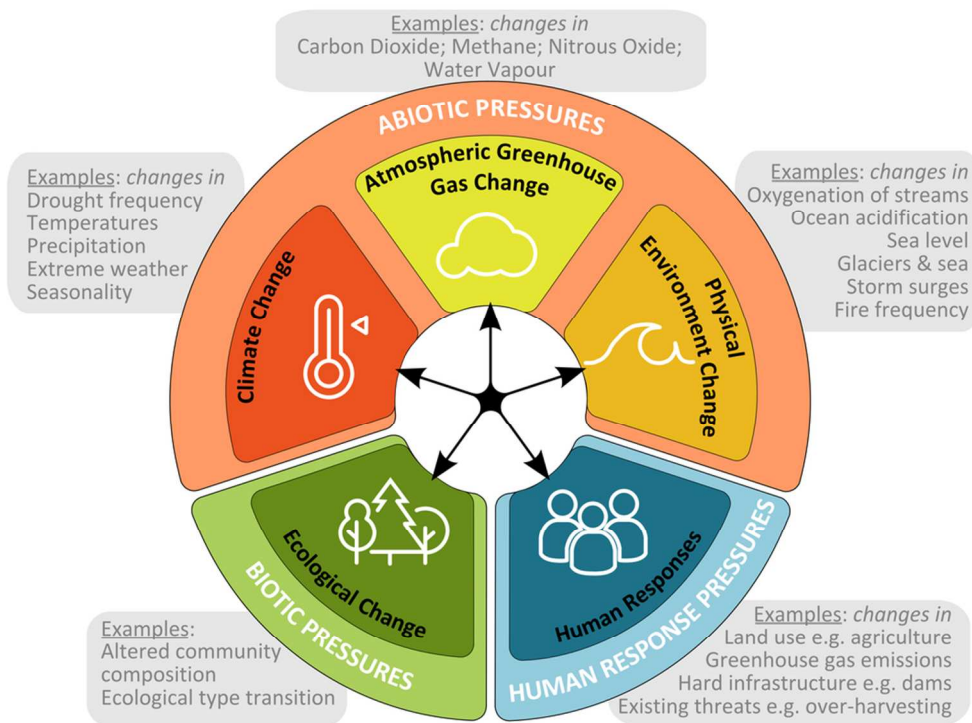 Examples: changes in
Carbon Dioxide; Methane; Nitrous Oxide;
Water Vapour
ABIOTIC PRESSURES
Atmospheric Greenhouse
Gas Change
Examples: changes in
Drought frequency
Temperatures
Precipitation
Extreme weather
Seasonality
Climate Change
Examples: changes in
Oxygenation of streams
Ocean acidification
Sea level
Glaciers & sea
Storm surges
Fire frequency
Physical
Environment Change
Ecological Change
BIOTIC PRESSURES
Examples:
Altered community
composition
Ecological type transition
Human Responses
HUMAN RESPONSE PRESSURES
Examples: changes in
Land use e.g. agriculture
Greenhouse gas emissions
Hard infrastructure e.g. dams
Existing threats e.g. over-harvesting